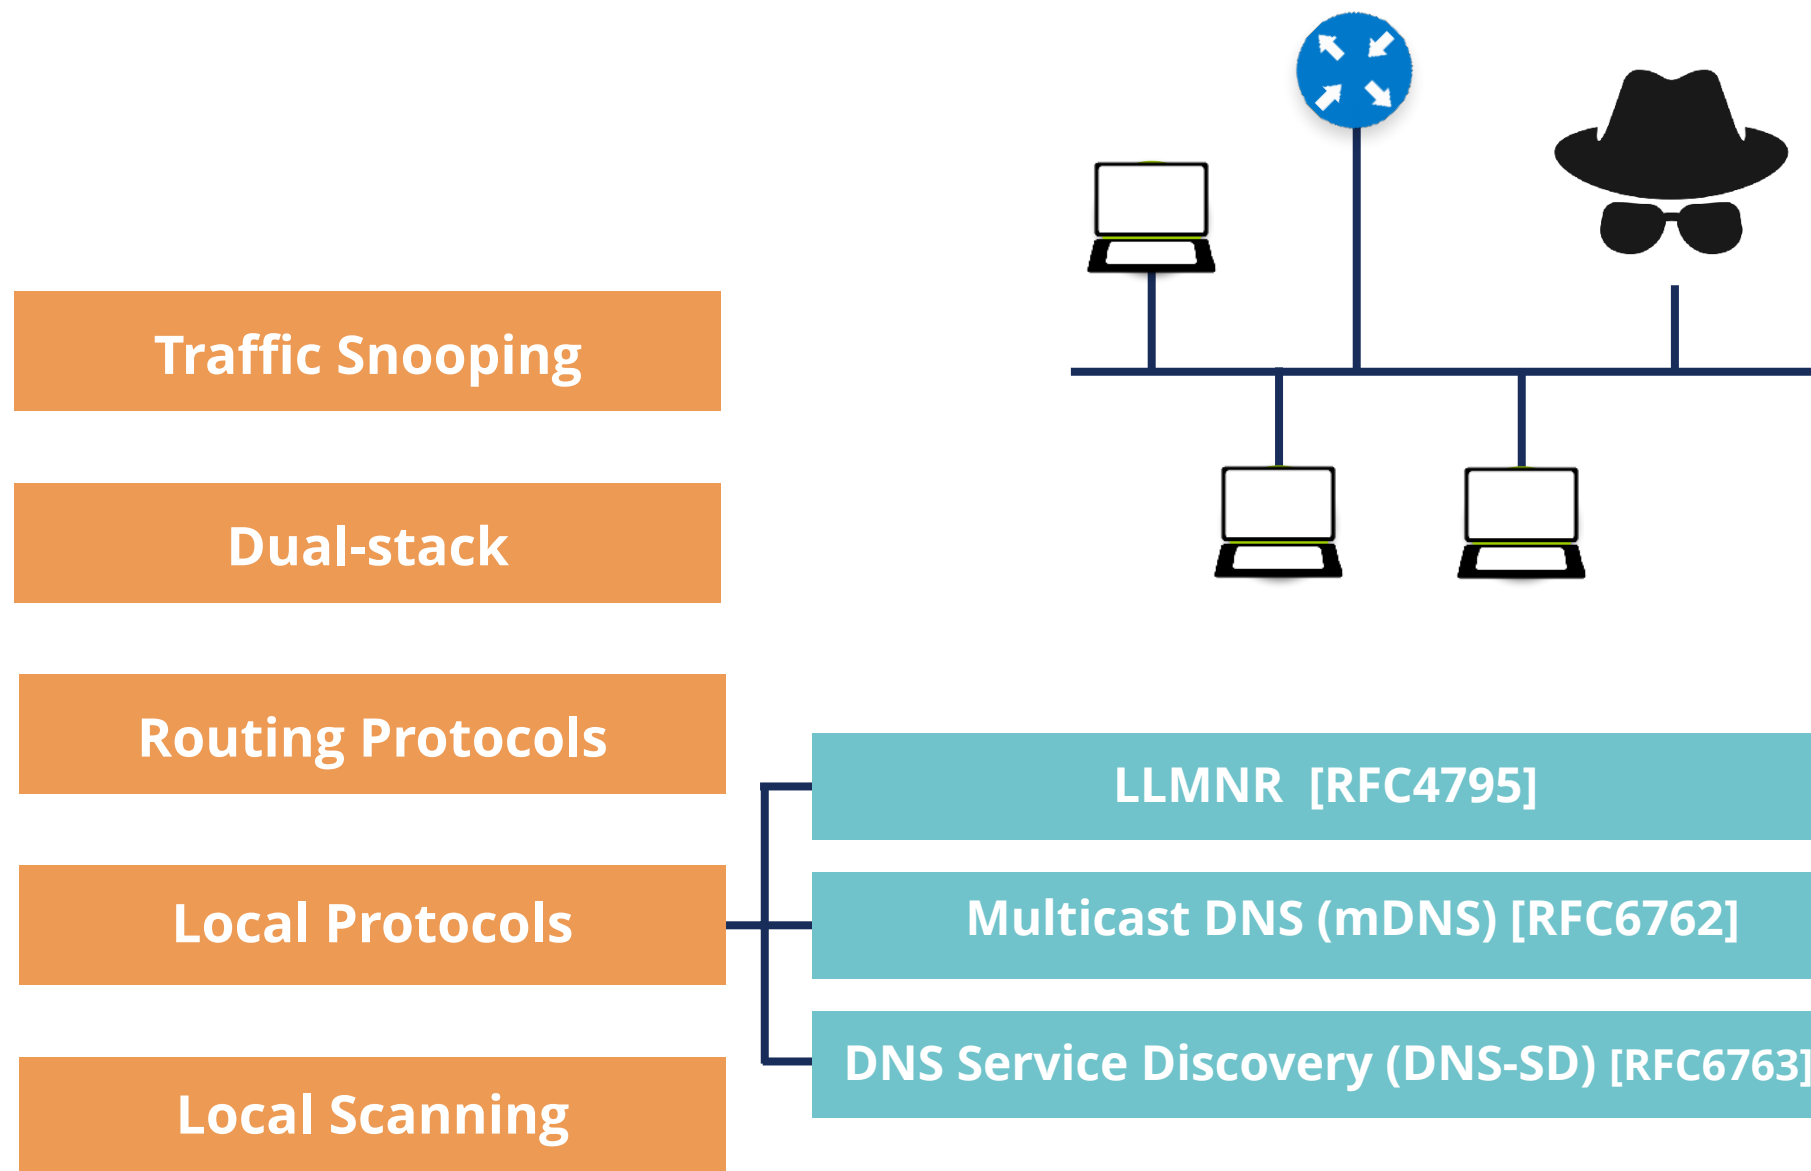 Traffic Snooping
Dual-stack
Routing Protocols
Local Protocols
LLMNR [RFC4795]
Multicast DNS (mDNS) [RFC6762]
DNS Service Discovery (DNS-SD) [RFC6763]
Local Scanning